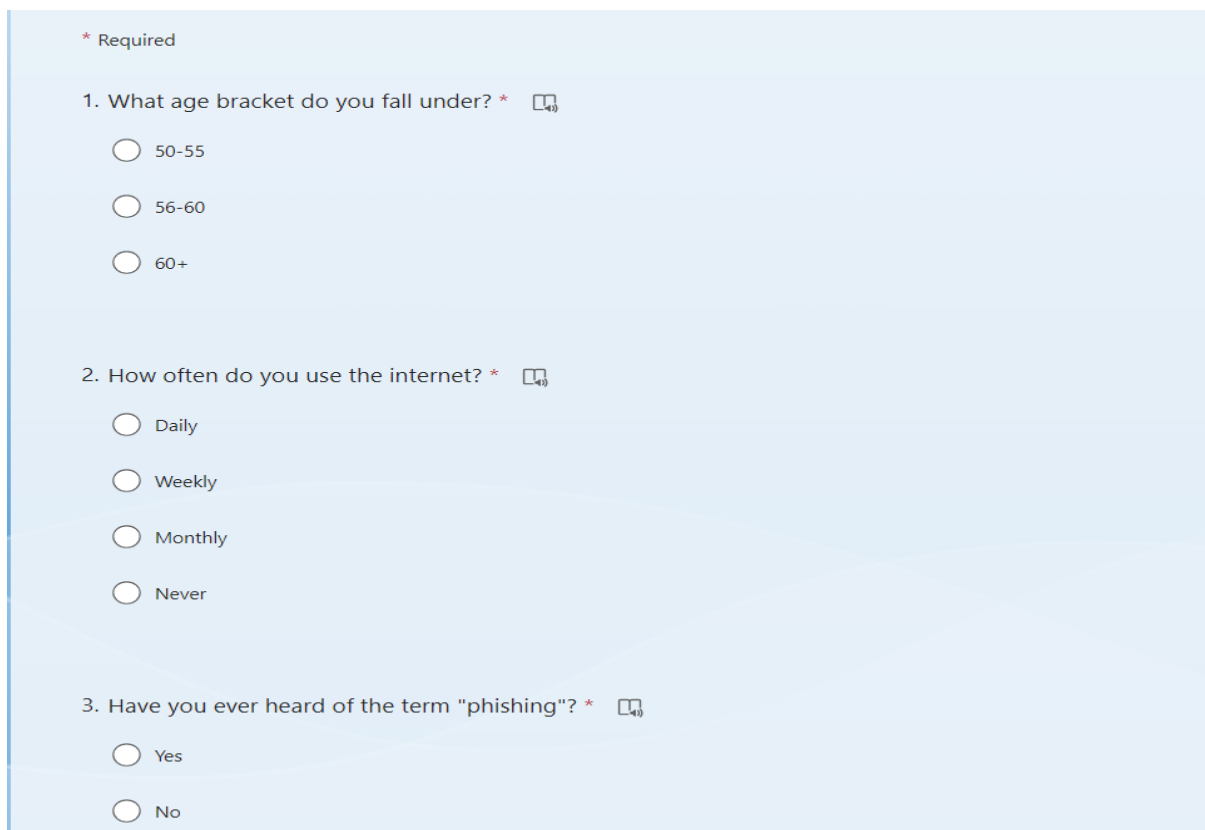 * Required
1. What age bracket do you fall under? *
50-55
56-60
60+
2. How often do you use the internet? *
Daily
Weekly
Monthly
Never
3. Have you ever heard of the term "phishing"? *
Yes
No